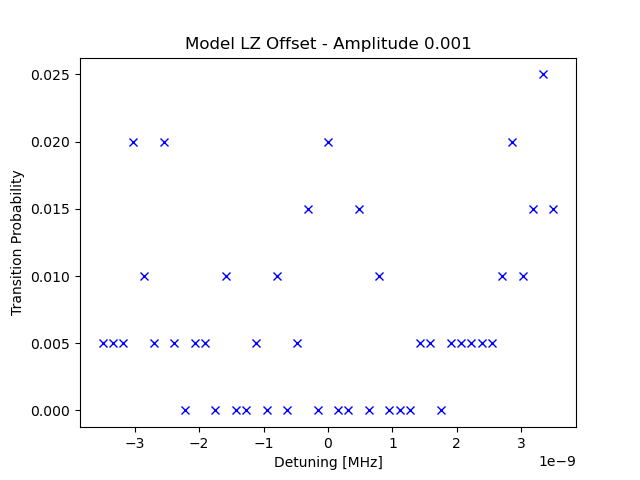 Model LZ Offset - Amplitude 0.001
0.025
0.020
0.015
0.010
0.005
0.000
Transition Probability
−3 −2 −1 0 1 2 3
Detuning [MHz]
1e−9